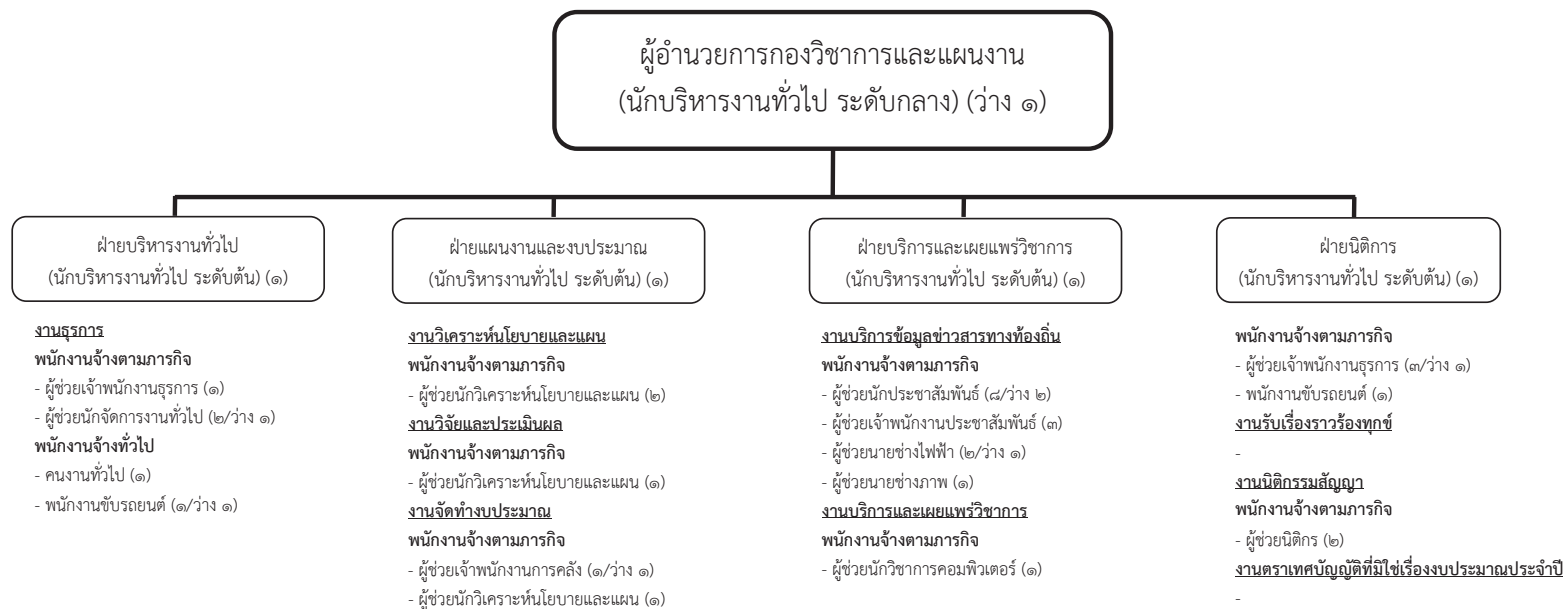 ผู้อำนวยการกองวิชาการและแผนงาน
(นักบริหารงานทั่วไป ระดับกลาง) (ว่าง ๑)
ฝ่ายบริหารงานทั่วไป
(นักบริหารงานทั่วไป ระดับต้น) (๑)
งานธุรการ
พนักงานจ้างตามภารกิจ
- ผู้ช่วยเจ้าพนักงานธุรการ (๑)
- ผู้ช่วยนักจัดการงานทั่วไป (๒/ว่าง ๑)
พนักงานจ้างทั่วไป
- คนงานทั่วไป (๑)
- พนักงานขับรถยนต์ (๑/ว่าง ๑)
ฝ่ายแผนงานและงบประมาณ
(นักบริหารงานทั่วไป ระดับต้น) (๑)
งานวิเคราะห์นโยบายและแผน
พนักงานจ้างตามภารกิจ
- ผู้ช่วยนักวิเคราะห์นโยบายและแผน (๒)
งานวิจัยและประเมินผล
พนักงานจ้างตามภารกิจ
- ผู้ช่วยนักวิเคราะห์นโยบายและแผน (๑)
งานจัดทำงบประมาณ
พนักงานจ้างตามภารกิจ
- ผู้ช่วยเจ้าพนักงานการคลัง (๑/ว่าง ๑)
- ผู้ช่วยนักวิเคราะห์นโยบายและแผน (๑)
ฝ่ายบริการและเผยแพร่วิชาการ
(นักบริหารงานทั่วไป ระดับต้น) (๑)
งานบริการข้อมูลข่าวสารทางท้องถิ่น
พนักงานจ้างตามภารกิจ
- ผู้ช่วยนักประชาสัมพันธ์ (๘/ว่าง ๒)
- ผู้ช่วยเจ้าพนักงานประชาสัมพันธ์ (๓)
- ผู้ช่วยนายช่างไฟฟ้า (๒/ว่าง ๑)
- ผู้ช่วยนายช่างภาพ (๑)
งานบริการและเผยแพร่วิชาการ
พนักงานจ้างตามภารกิจ
- ผู้ช่วยนักวิชาการคอมพิวเตอร์ (๑)
ฝ่ายนิติการ
(นักบริหารงานทั่วไป ระดับต้น) (๑)
พนักงานจ้างตามภารกิจ
- ผู้ช่วยเจ้าพนักงานธุรการ (๓/ว่าง ๑)
- พนักงานขับรถยนต์ (๑)
งานรับเรื่องราวร้องทุกข์
-
งานนิติกรรมสัญญา
พนักงานจ้างตามภารกิจ
- ผู้ช่วยนิติกร (๒)
งานตราเทศบัญญัติที่มิใช่เรื่องงบประมาณประจำปี
-